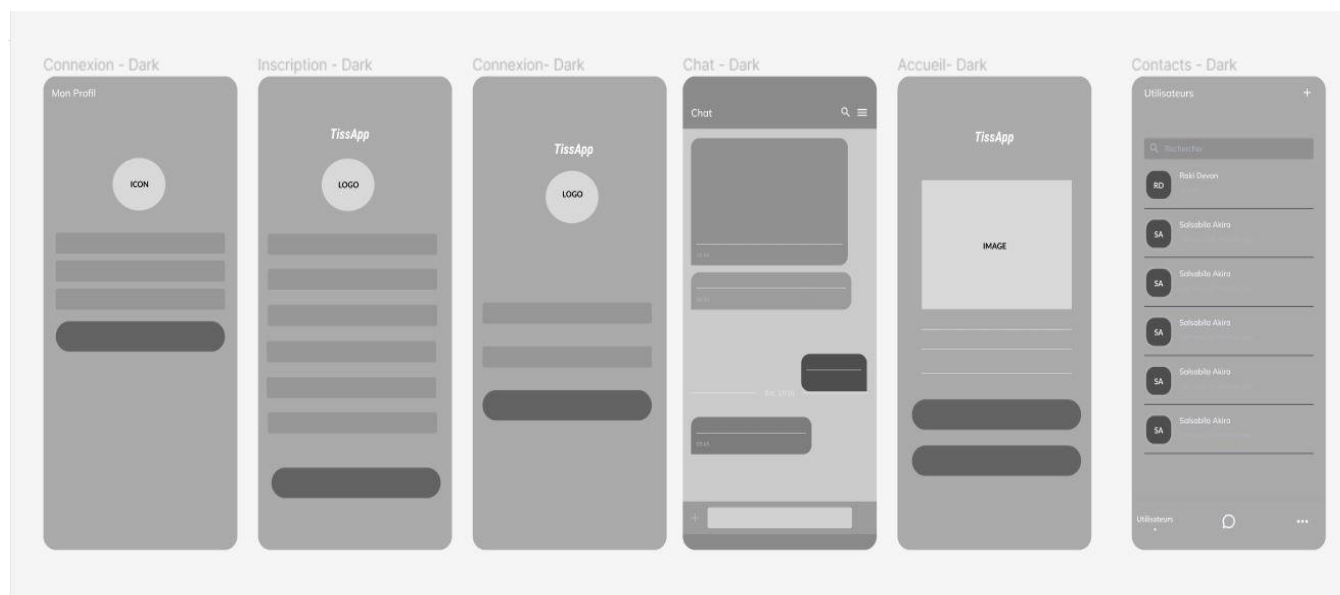 Connexion - Dark
Mon Profil
ICON
Inscription - Dark
TissApp
LOGO
Connexion- Dark
TissApp
LOGO
Chat - Dark
Chat
Accueil- Dark
TissApp
IMAGE
Contacts - Dark
Utilisateurs +
Rechercher
RD Raki Devon
SA Salsabila Akira
SA Salsabila Akira
SA Salsabila Akira
SA Salsabila Akira
SA Salsabila Akira
Utilisateurs